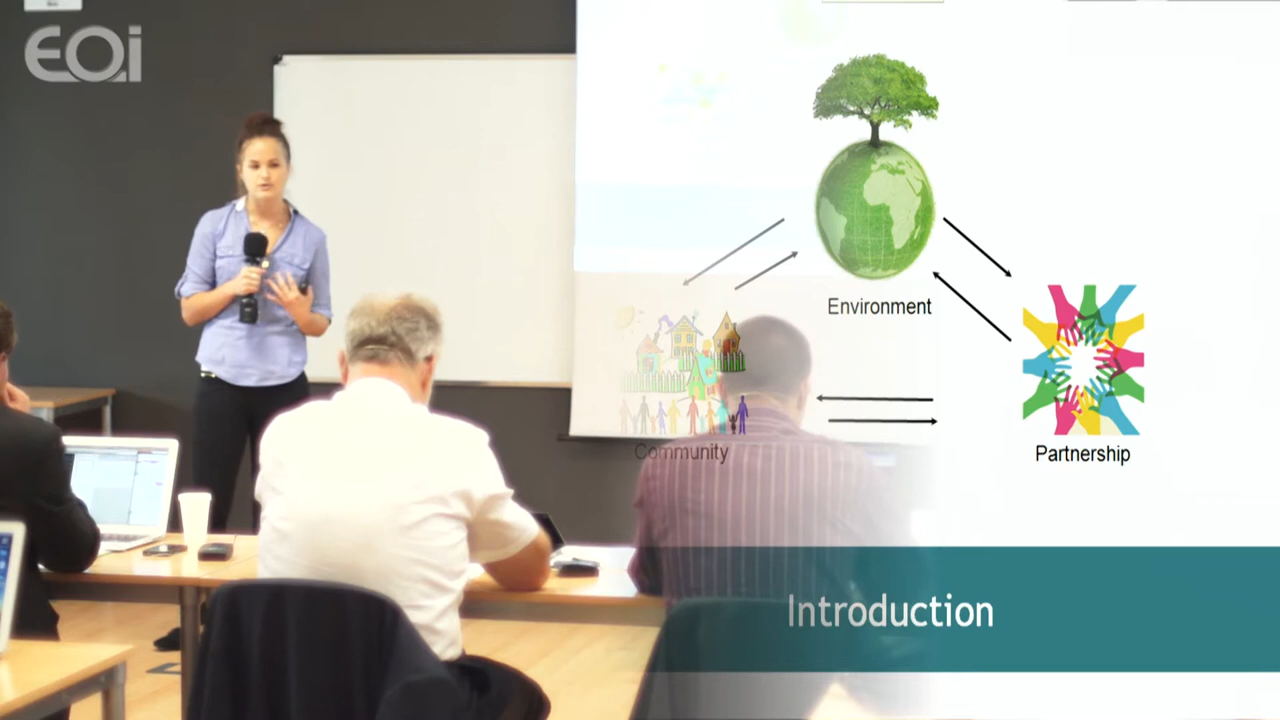 EOi
Environment
Community
Partnership
Introduction